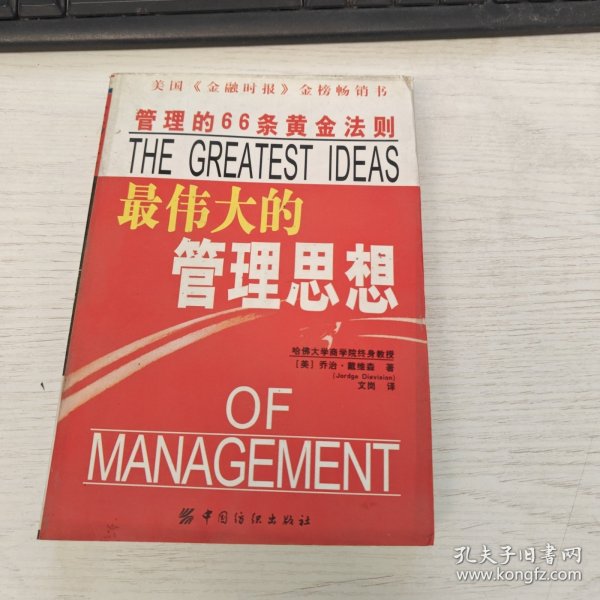 美国《金融时报》金榜畅销书
管理的66条黄金法则
THE GREATEST IDEAS
最伟大的
管理思想
哈佛大学商学院终身教授
[美] 乔治·戴维森 著
(Jordge Diavision)
文岗 译
OF
MANAGEMENT
中国纺织出版社
孔夫子旧书网
www.kongfz.com